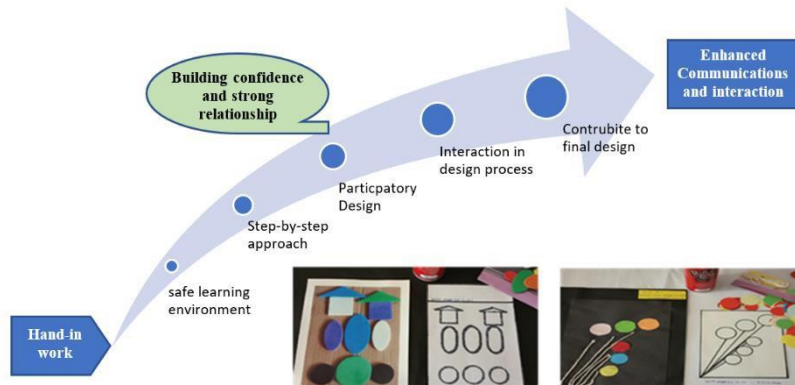 Building confidence
and strong
relationship
Enhanced
Communications
and interaction
Contrubite to
final design
Interaction in
design process
Particpatory
Design
Step-by-step
approach
safe learning
environment
Hand-in
work